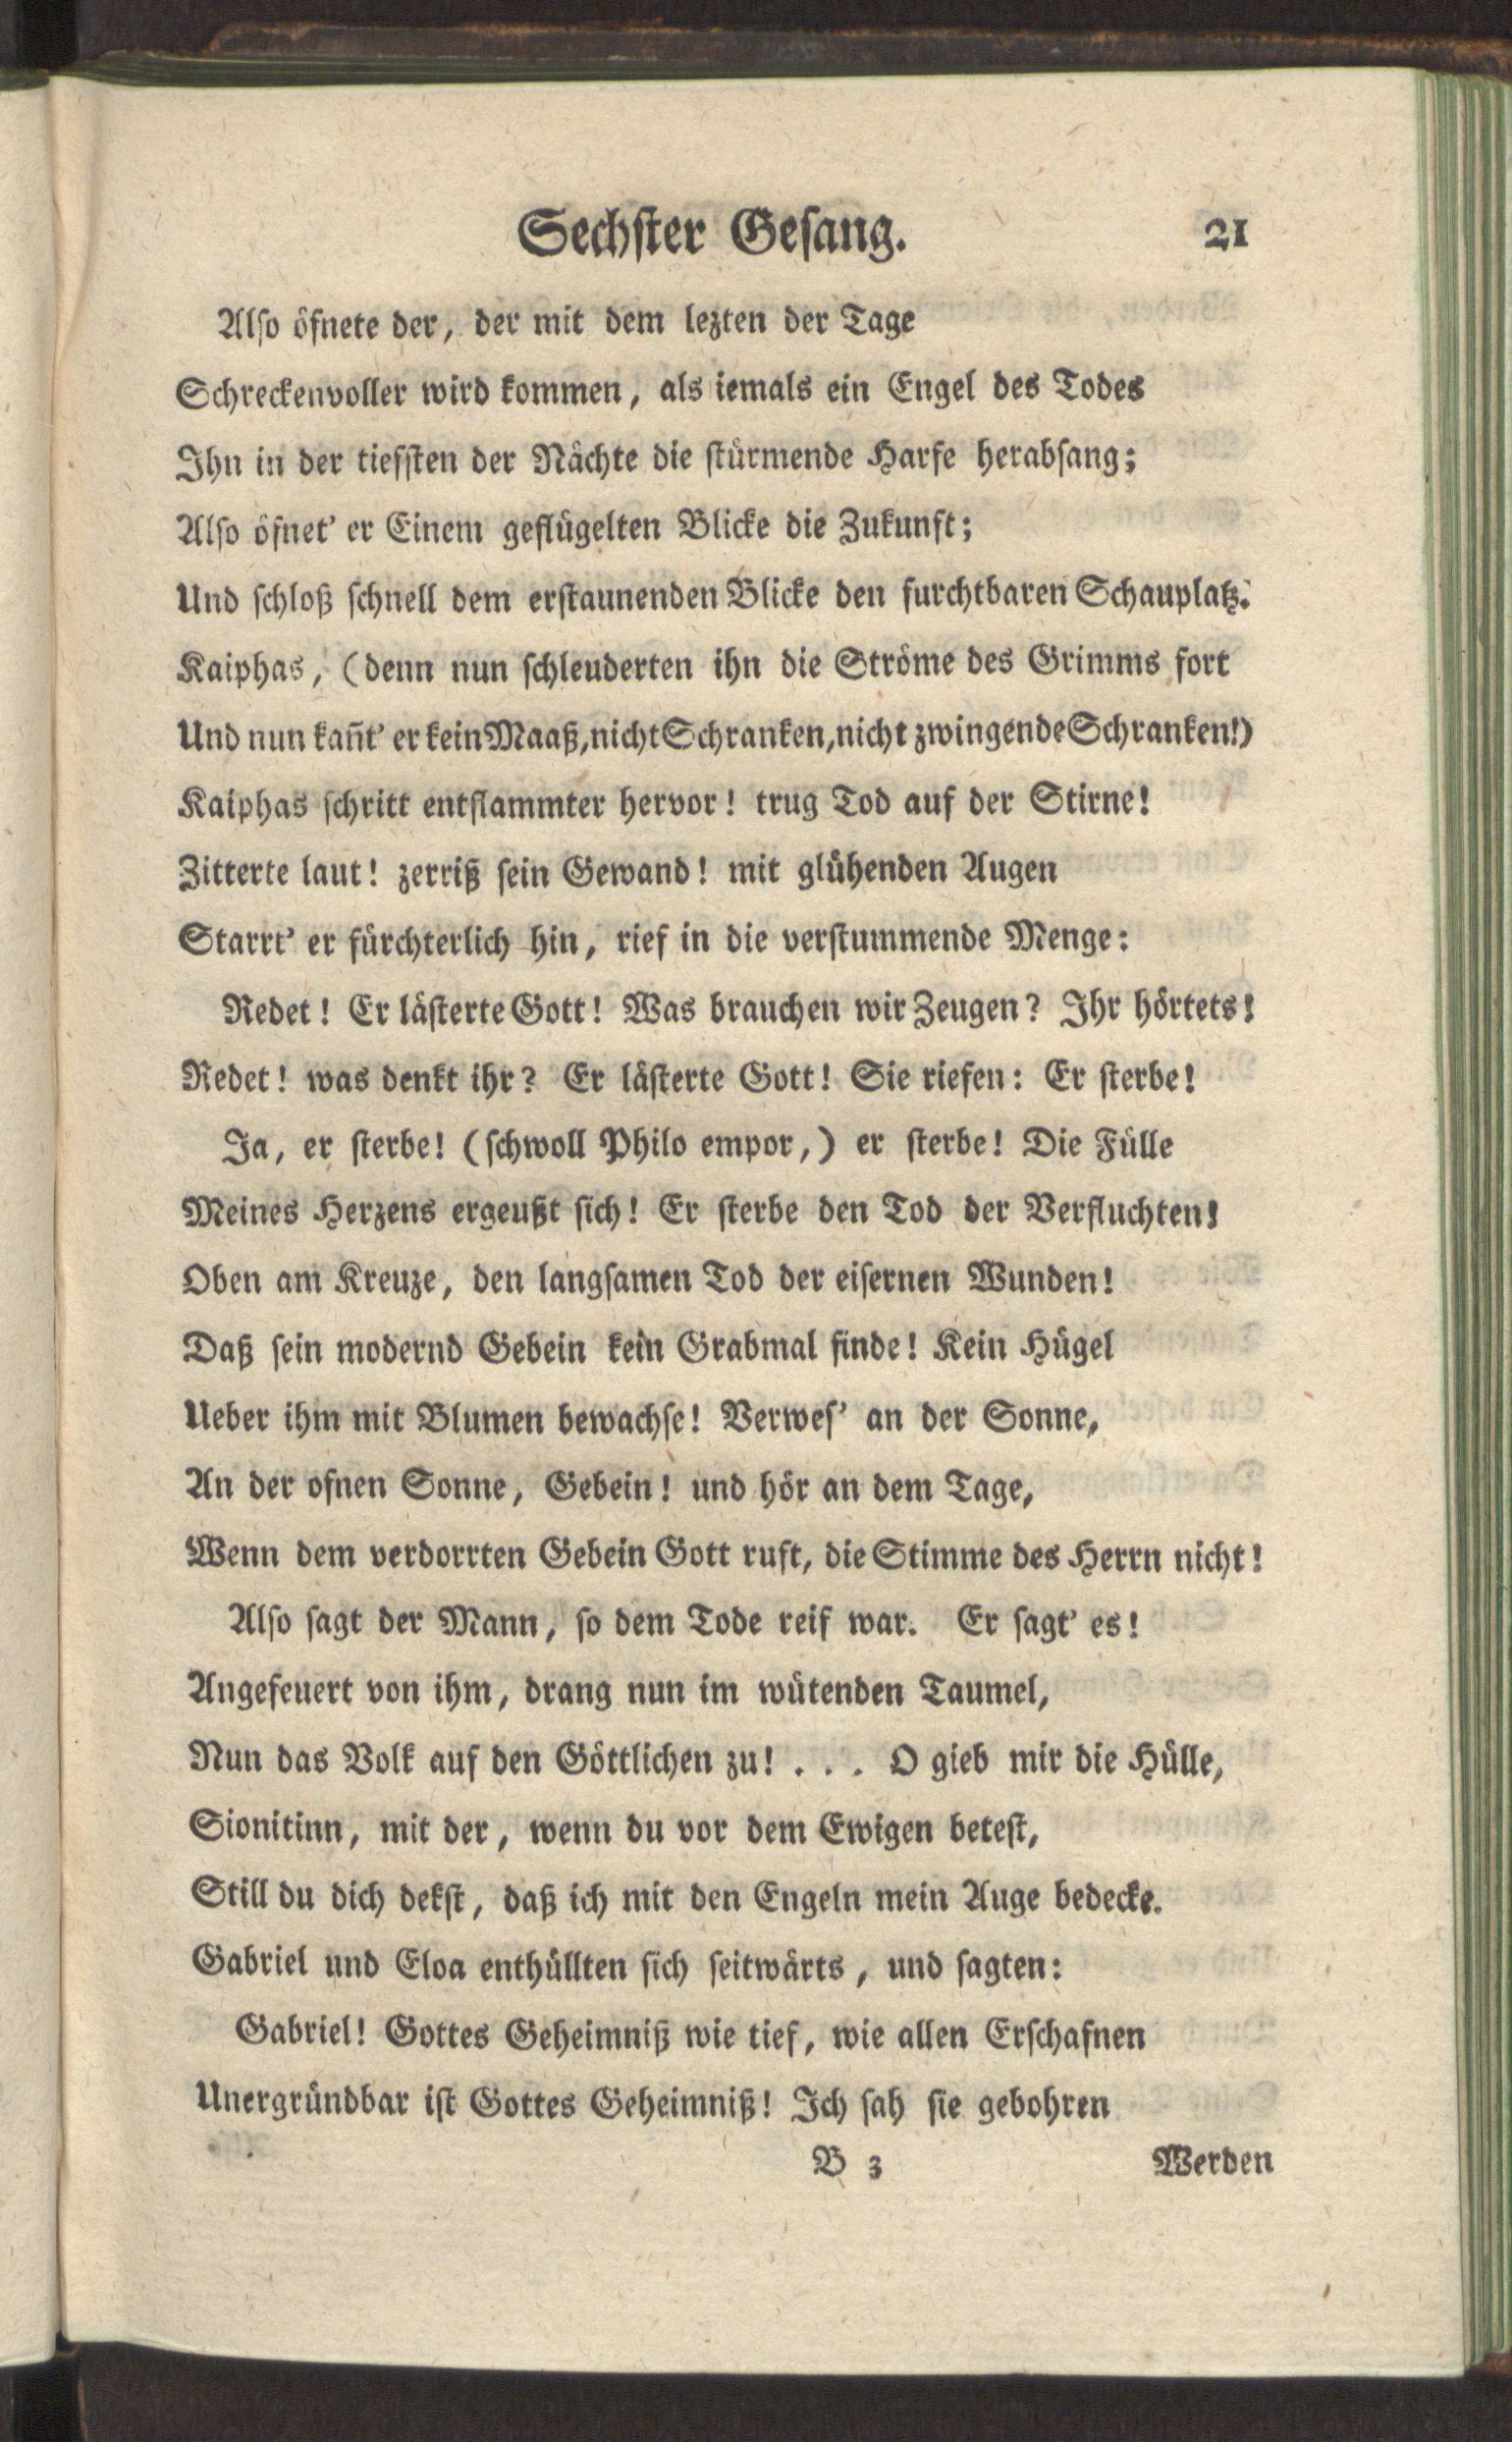 Sechster Gesang. 21
Also öfnete der, der mit dem lezten der Tage
Schreckenvoller wird kommen, als iemals ein Engel des Todes
Ihn in der tiefsten der Nächte die stürmende Harfe herabsang;
Also öfnet’ er Einem geflügelten Blicke die Zukunft;
Und schloß schnell dem erstaunenden Blicke den furchtbaren Schauplatz.
Kaiphas, (denn nun schleuderten ihn die Ströme des Grimms fort
Und nun kañt’ er kein Maaß, nicht Schranken, nicht zwingende Schranken!)
Kaiphas schritt entflammter hervor! trug Tod auf der Stirne!
Zitterte laut! zerriß sein Gewand! mit glühenden Augen
Starrt’ er fürchterlich hin, rief in die verstummende Menge:
Redet! Er lästerte Gott! Was brauchen wir Zeugen? Ihr hörtets!
Redet! was denkt ihr? Er lästerte Gott! Sie riefen: Er sterbe!
Ja, er sterbe! (schwoll Philo empor,) er sterbe! Die Fülle
Meines Herzens ergeußt sich! Er sterbe den Tod der Verfluchten!
Oben am Kreuze, den langsamen Tod der eisernen Wunden!
Daß sein modernd Gebein kein Grabmal finde! Kein Hügel
Ueber ihm mit Blumen bewachse! Verwes’ an der Sonne,
An der ofnen Sonne, Gebein! und hör an dem Tage,
Wenn dem verdorrten Gebein Gott ruft, die Stimme des Herrn nicht!
Also sagt der Mann, so dem Tode reif war. Er sagt’ es!
Angefeuert von ihm, drang nun im wütenden Taumel,
Nun das Volk auf den Göttlichen zu! . . . O gieb mir die Hülle,
Sionitinn, mit der, wenn du vor dem Ewigen betest,
Still du dich dekst, daß ich mit den Engeln mein Auge bedecke.
Gabriel und Eloa enthüllten sich seitwärts, und sagten:
Gabriel! Gottes Geheimniß wie tief, wie allen Erschafnen
Unergründbar ist Gottes Geheimniß! Ich sah sie gebohren
B 3 Werden